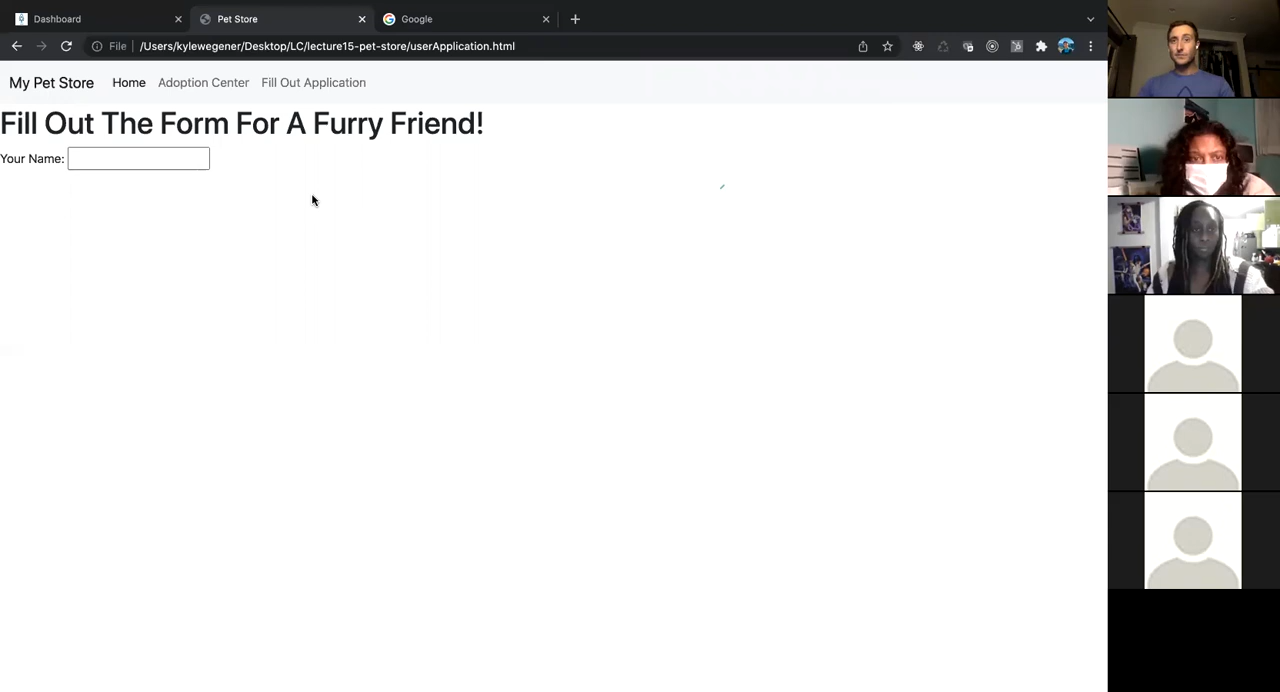 Dashboard Pet Store Google
File /Users/kylewegener/Desktop/LC/lecture15-pet-store/userApplication.html
My Pet Store Home Adoption Center Fill Out Application
Fill Out The Form For A Furry Friend!
Your Name: